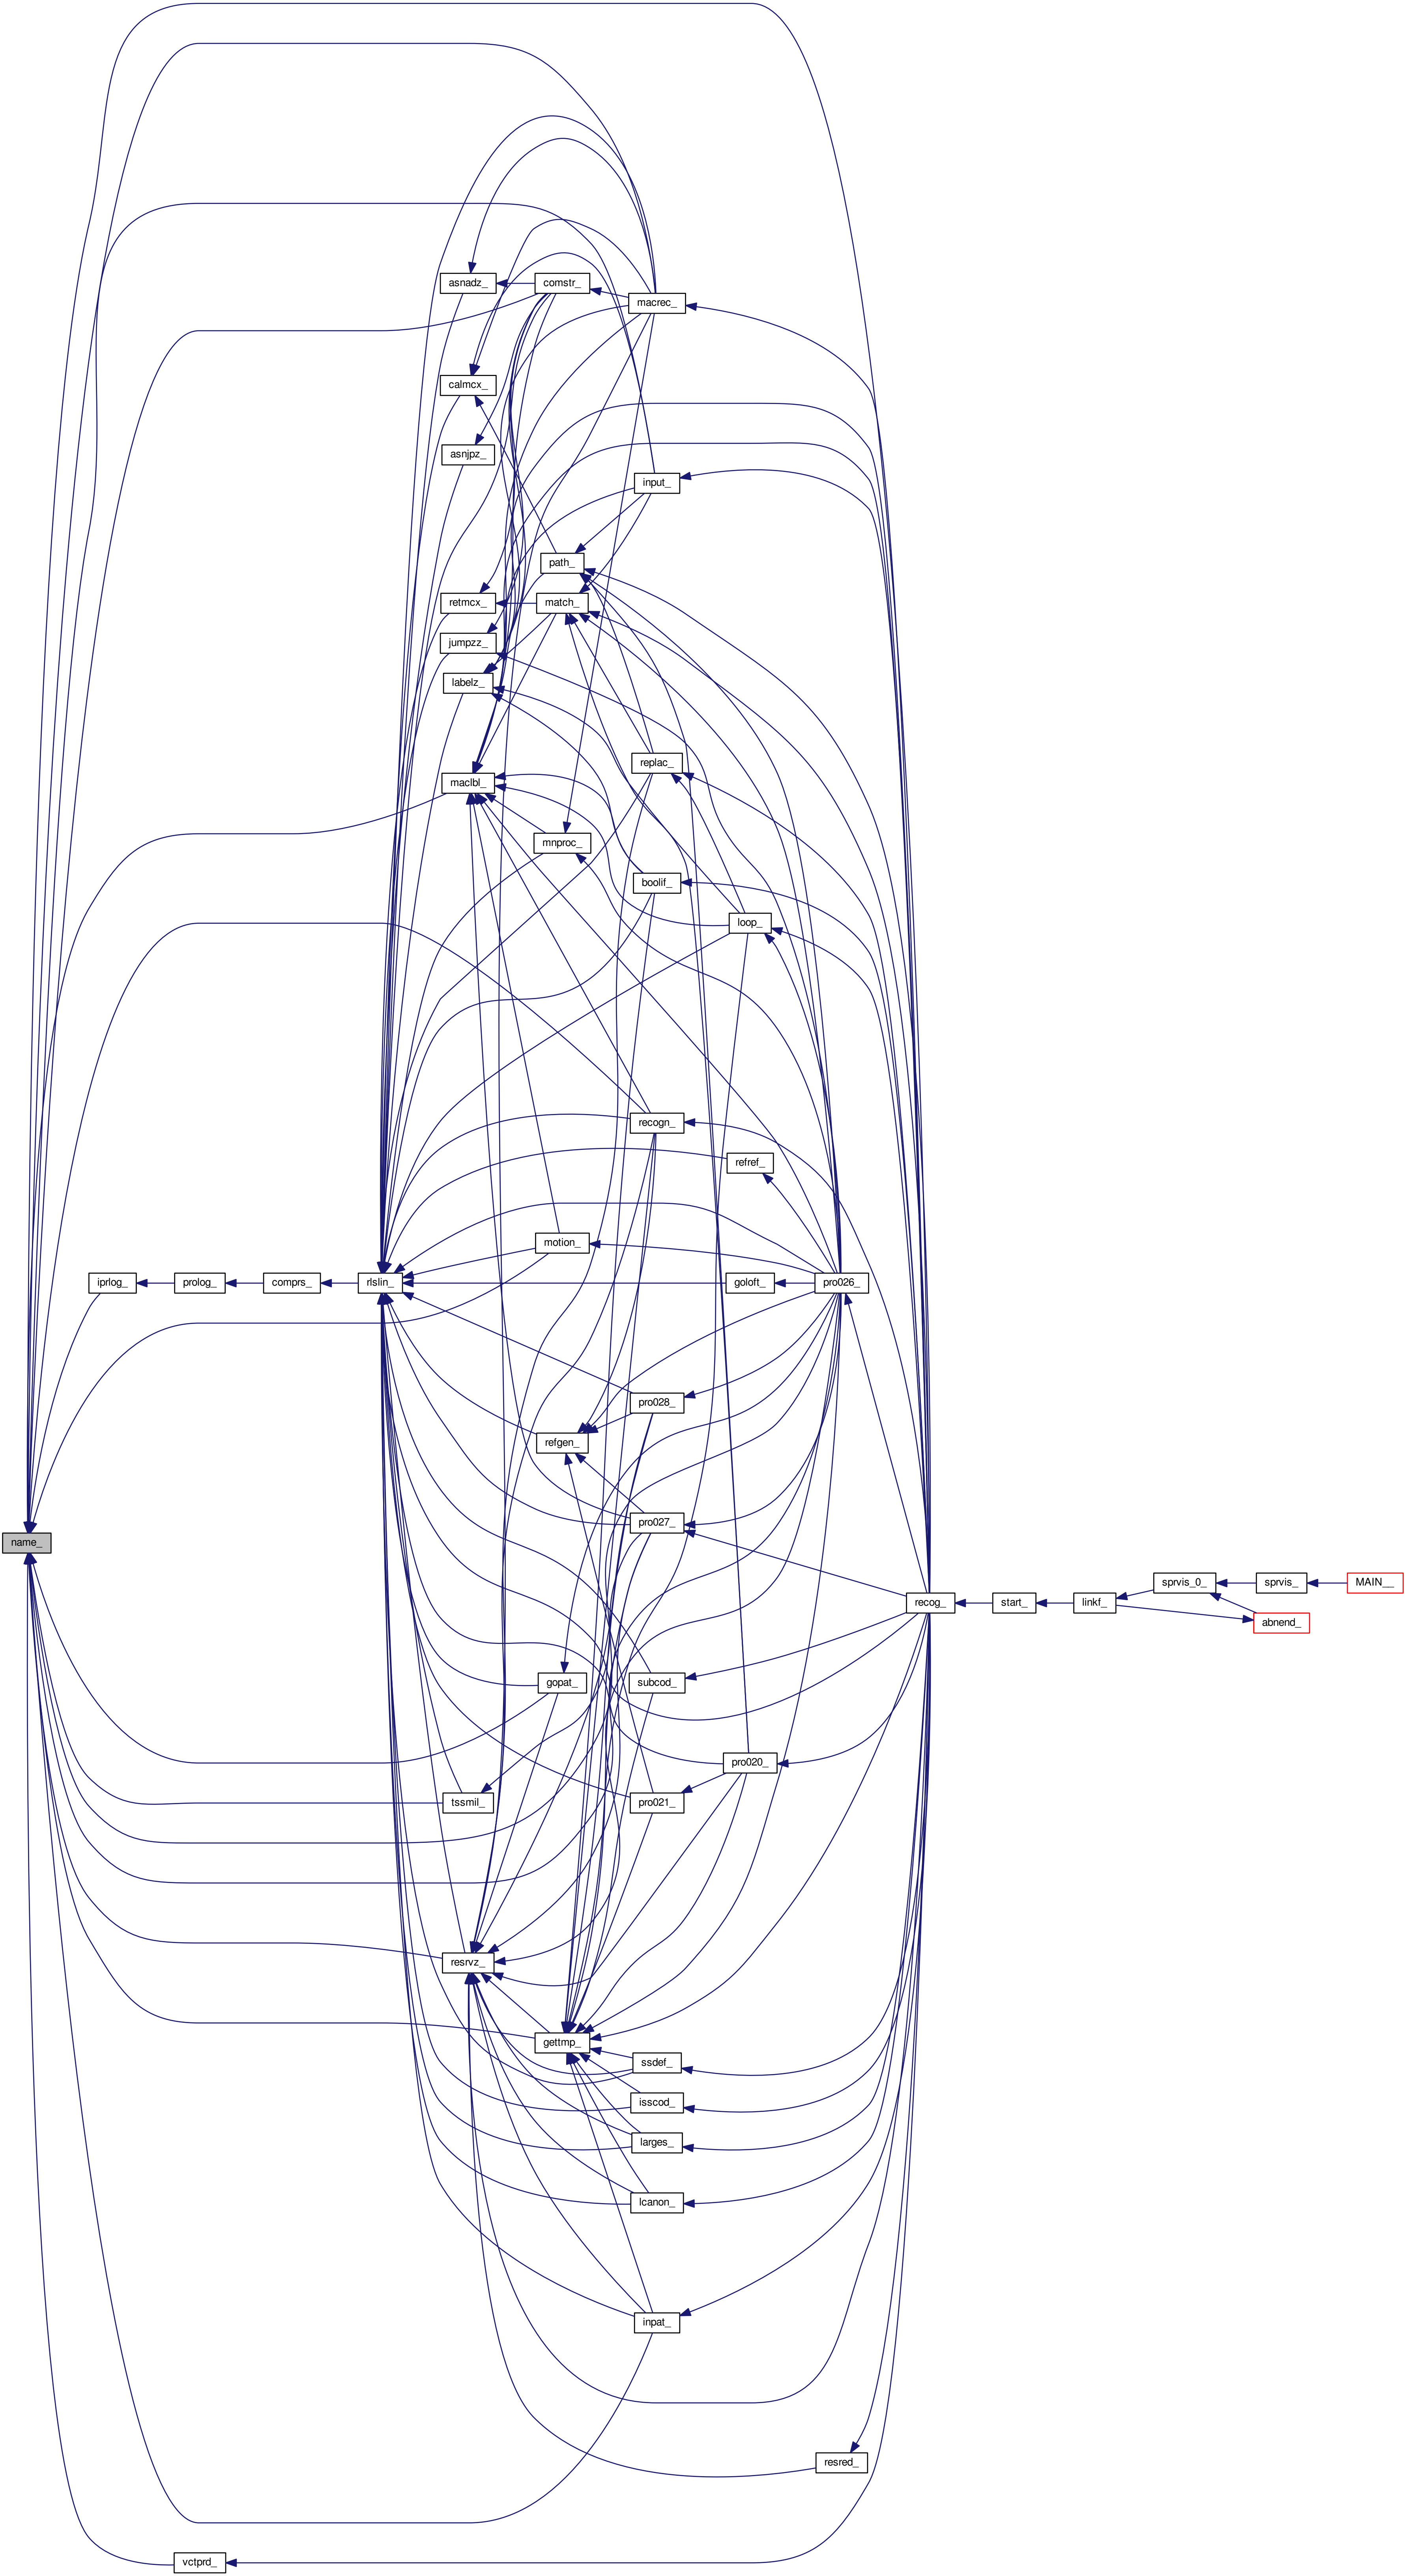 asnadz_
comstr_
macrec_
calmcx_
asnjpz_
input_
path_
retmcx_
match_
jumpzz_
labelz_
replac_
maclbl_
mnproc_
boolif_
loop_
recogn_
refref_
motion_
iprlog_
prolog_
comprs_
rlslin_
goloft_
pro026_
pro028_
refgen_
pro027_
name_
sprvis_0_
sprvis_
MAIN__
recog_
start_
linkf_
abnend_
gopat_
subcod_
pro020_
tssmil_
pro021_
resrvz_
gettmp_
ssdef_
isscod_
larges_
lcanon_
inpat_
resred_
vctprd_